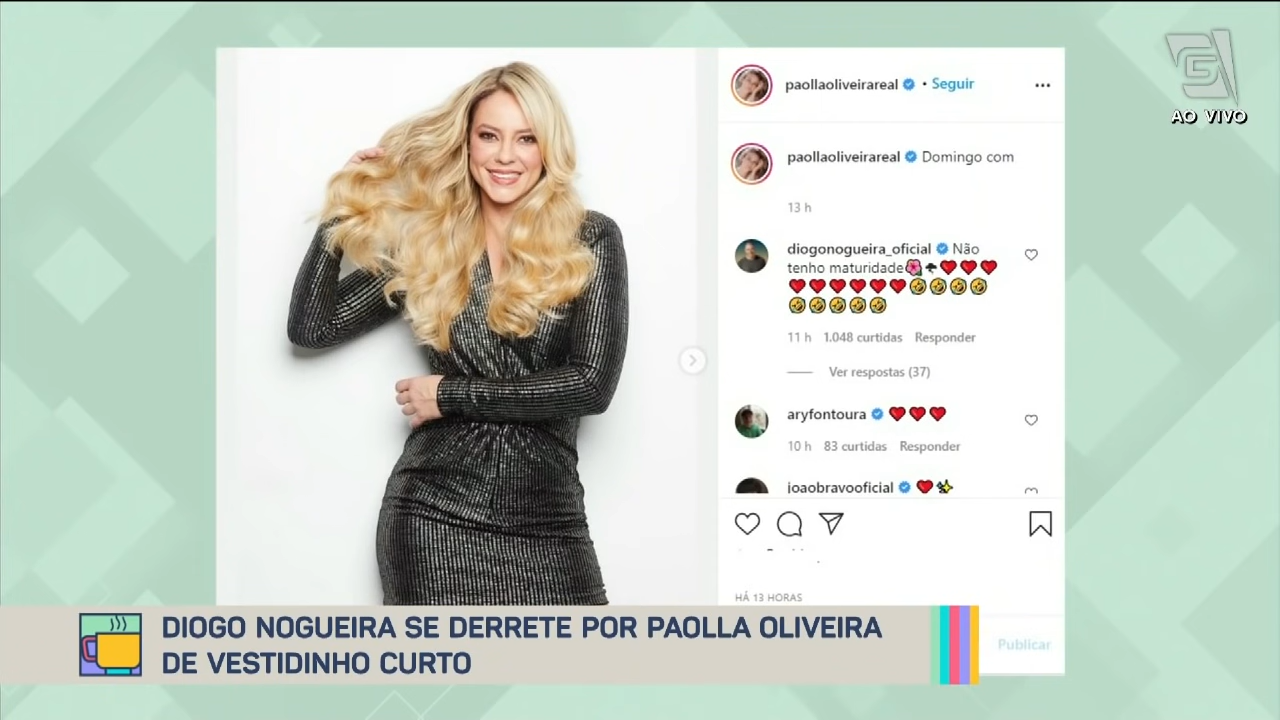 G
AO VIVO
paollaoliveirareal • Seguir
paollaoliveirareal Domingo com
13 h
diogonogueira_oficial Não
tenho maturidade🌺🌪❤❤❤
❤❤❤❤❤❤🤣🤣🤣🤣
🤣🤣🤣🤣🤣
11 h 1.048 curtidas Responder
Ver respostas (37)
aryfontoura ❤❤❤
10 h 83 curtidas Responder
joaobravooficial ❤✨
HÁ 13 HORAS
Publicar
DIOGO NOGUEIRA SE DERRETE POR PAOLLA OLIVEIRA
DE VESTIDINHO CURTO